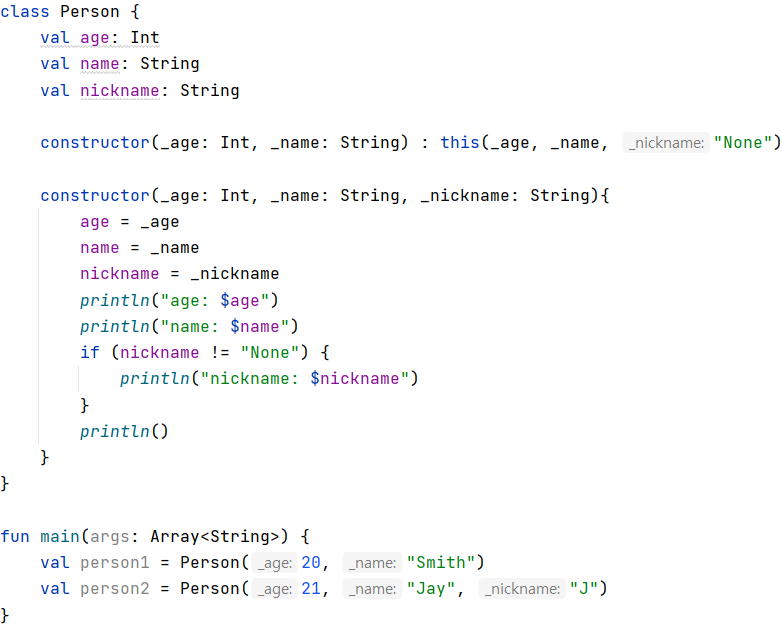 class Person {
    val age: Int
    val name: String
    val nickname: String
    constructor(_age: Int, _name: String) : this(_age, _name, _nickname: "None")
    constructor(_age: Int, _name: String, _nickname: String){
        age = _age
        name = _name
        nickname = _nickname
        println("age: $age")
        println("name: $name")
        if (nickname != "None") {
            println("nickname: $nickname")
        }
        println()
    }
}
fun main(args: Array<String>) {
    val person1 = Person( _age: 20, _name: "Smith")
    val person2 = Person( _age: 21, _name: "Jay", _nickname: "J")
}